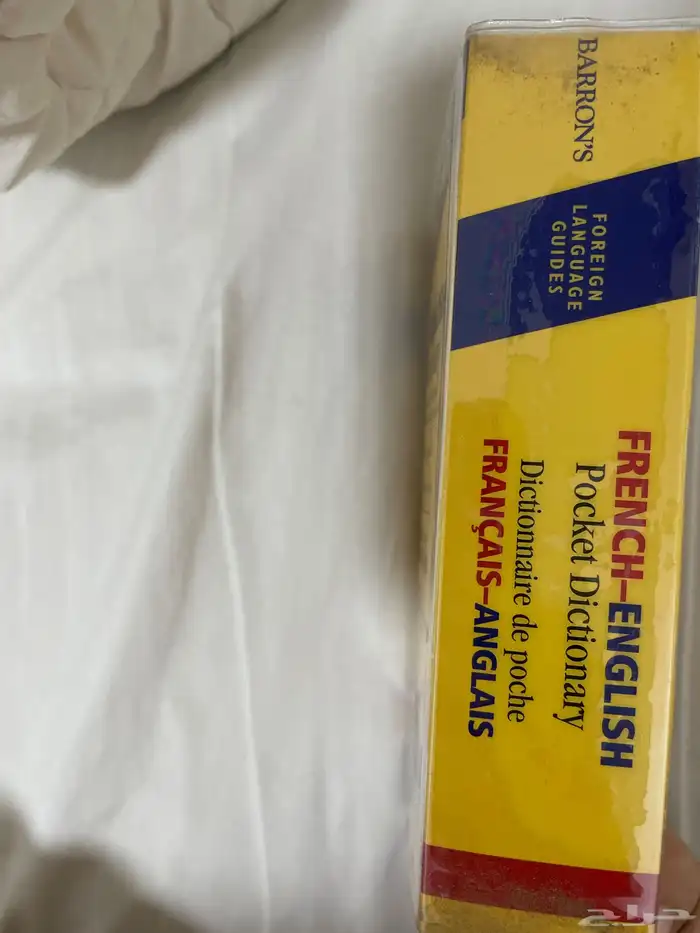 BARRON'S
FOREIGN
LANGUAGE
GUIDES
FRENCH–ENGLISH
Pocket Dictionary
Dictionnaire de poche
FRANÇAIS–ANGLAIS
حراج